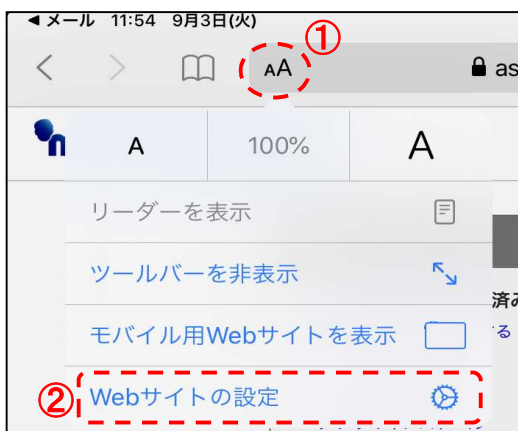 ◀ メール 11:54 9月3日(火)
①
AA as
A 100% A
リーダーを表示
ツールバーを非表示
済み
モバイル用Webサイトを表示
る
② Webサイトの設定